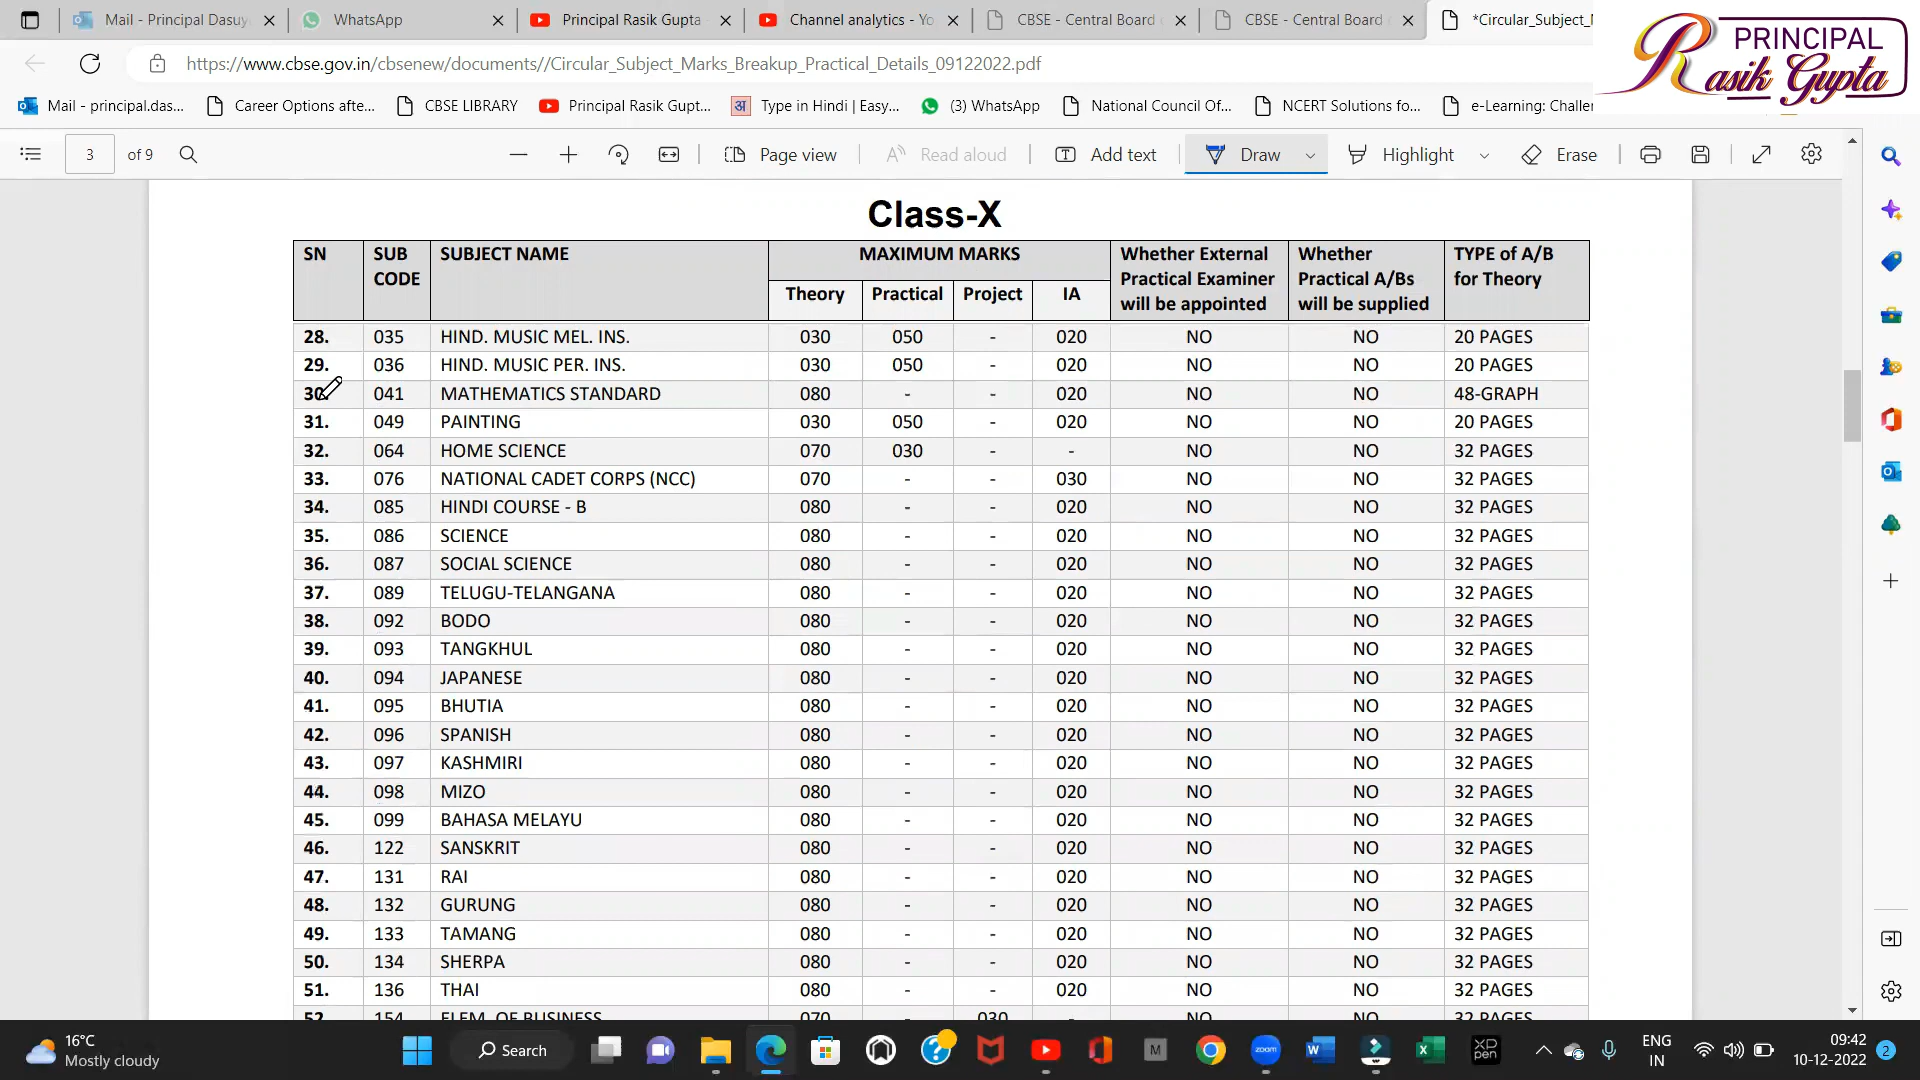 Mail - Principal Dasuy
WhatsApp
Principal Rasik Gupta
Channel analytics - Yo
CBSE - Central Board
CBSE - Central Board
*Circular_Subject_
PRINCIPAL
Rasik Gupta
https://www.cbse.gov.in/cbsenew/documents//Circular_Subject_Marks_Breakup_Practical_Details_09122022.pdf
Mail - principal.das...
Career Options afte...
CBSE LIBRARY
Principal Rasik Gupt...
अ Type in Hindi | Easy...
(3) WhatsApp
National Council Of...
NCERT Solutions fo...
e-Learning: Challen
3 of 9
Page view
Read aloud
Add text
Draw
Highlight
Erase
Class-X
SN SUB CODE SUBJECT NAME MAXIMUM MARKS Whether External Practical Examiner will be appointed Whether Practical A/Bs will be supplied TYPE of A/B for Theory
Theory Practical Project IA
28. 035 HIND. MUSIC MEL. INS. 030 050 - 020 NO NO 20 PAGES
29. 036 HIND. MUSIC PER. INS. 030 050 - 020 NO NO 20 PAGES
30. 041 MATHEMATICS STANDARD 080 - - 020 NO NO 48-GRAPH
31. 049 PAINTING 030 050 - 020 NO NO 20 PAGES
32. 064 HOME SCIENCE 070 030 - - NO NO 32 PAGES
33. 076 NATIONAL CADET CORPS (NCC) 070 - - 030 NO NO 32 PAGES
34. 085 HINDI COURSE - B 080 - - 020 NO NO 32 PAGES
35. 086 SCIENCE 080 - - 020 NO NO 32 PAGES
36. 087 SOCIAL SCIENCE 080 - - 020 NO NO 32 PAGES
37. 089 TELUGU-TELANGANA 080 - - 020 NO NO 32 PAGES
38. 092 BODO 080 - - 020 NO NO 32 PAGES
39. 093 TANGKHUL 080 - - 020 NO NO 32 PAGES
40. 094 JAPANESE 080 - - 020 NO NO 32 PAGES
41. 095 BHUTIA 080 - - 020 NO NO 32 PAGES
42. 096 SPANISH 080 - - 020 NO NO 32 PAGES
43. 097 KASHMIRI 080 - - 020 NO NO 32 PAGES
44. 098 MIZO 080 - - 020 NO NO 32 PAGES
45. 099 BAHASA MELAYU 080 - - 020 NO NO 32 PAGES
46. 122 SANSKRIT 080 - - 020 NO NO 32 PAGES
47. 131 RAI 080 - - 020 NO NO 32 PAGES
48. 132 GURUNG 080 - - 020 NO NO 32 PAGES
49. 133 TAMANG 080 - - 020 NO NO 32 PAGES
50. 134 SHERPA 080 - - 020 NO NO 32 PAGES
51. 136 THAI 080 - - 020 NO NO 32 PAGES
52. 154 ELEM. OF BUSINESS 070 - 030 - NO NO 32 PAGES
16°C
Mostly cloudy
Search
zoom
M
XD pen
ENG
IN
09:42
10-12-2022
2